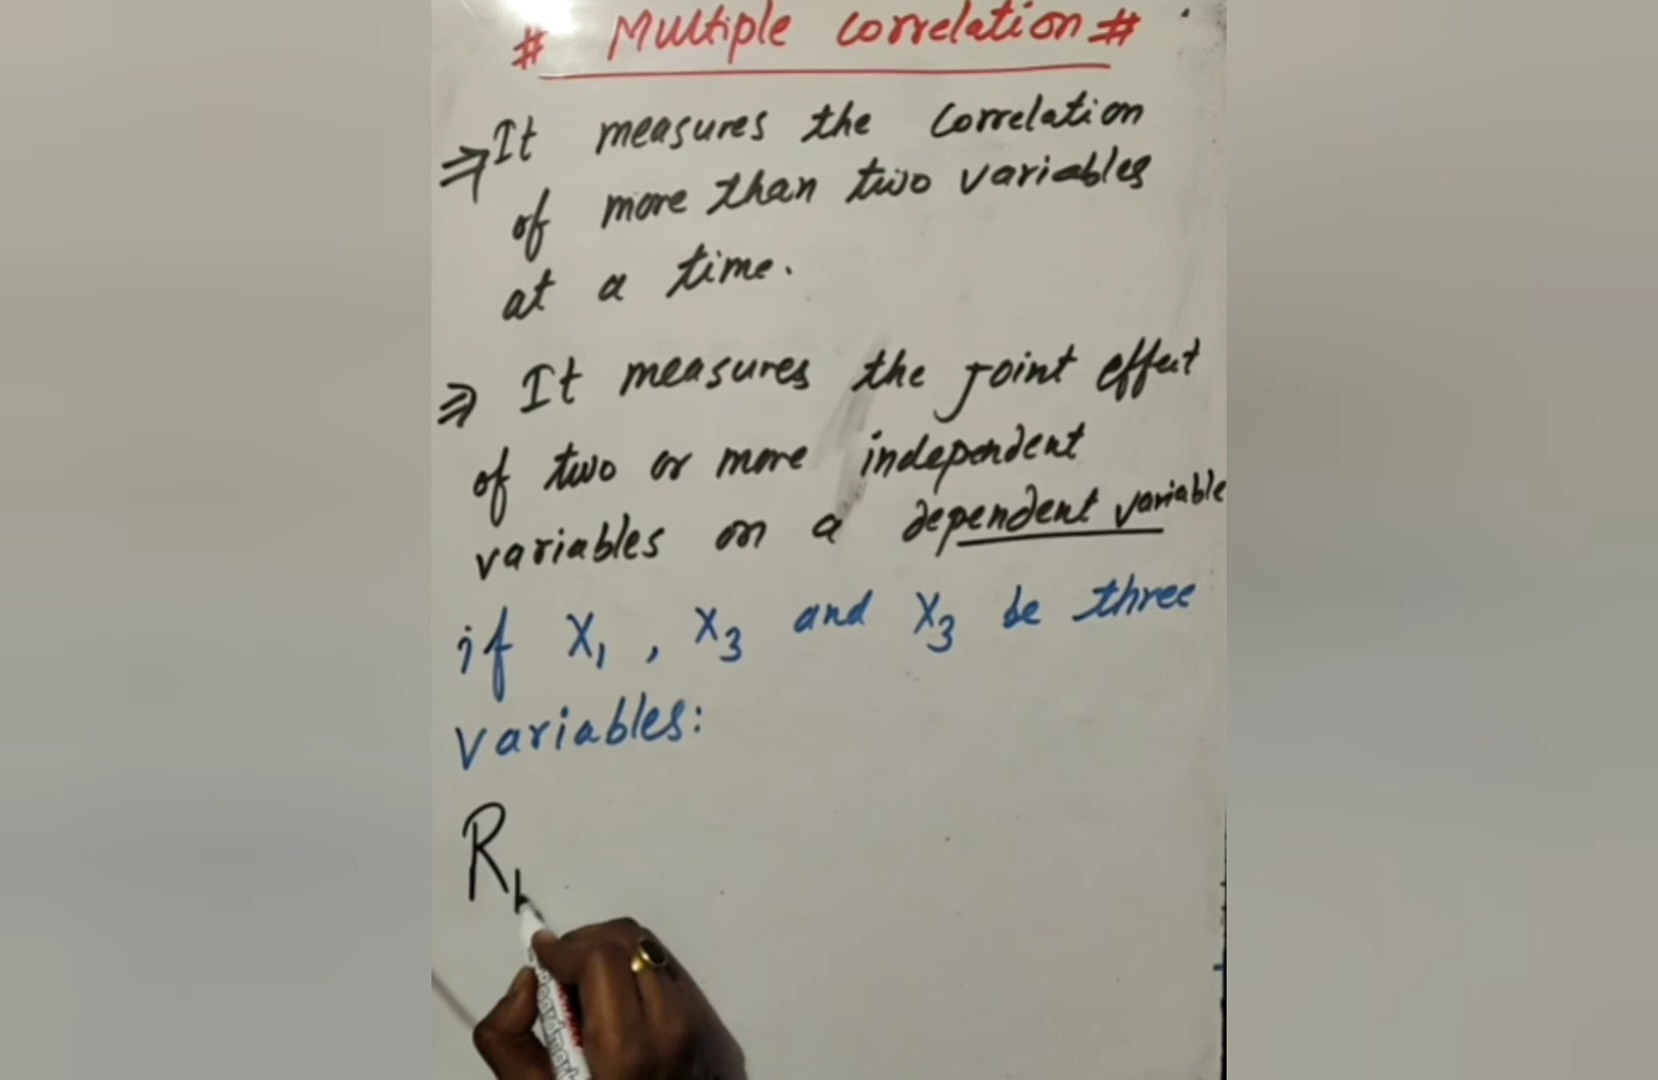 # Multiple correlation #
⇒ It measures the correlation
of more than two variables
at a time.
⇒ It measures the joint effect
of two or more independent
variables on a dependent variable
if X₁, X₃ and X₃ be three
variables:
R₁